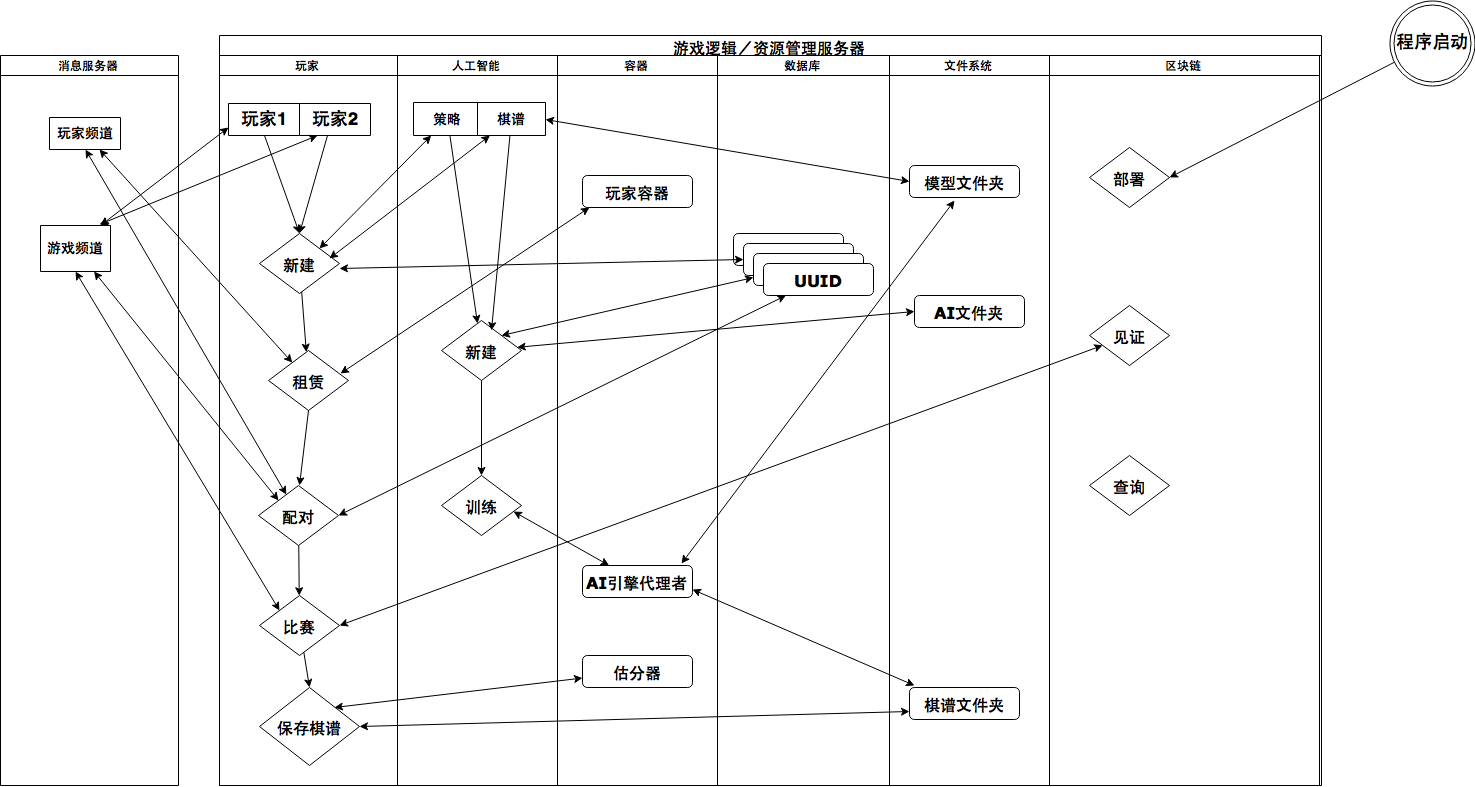 程序启动
游戏逻辑／资源管理服务器
消息服务器
玩家
人工智能
容器
数据库
文件系统
区块链
玩家1
玩家2
策略
棋谱
玩家频道
模型文件夹
部署
玩家容器
游戏频道
新建
UUID
AI文件夹
见证
新建
租赁
查询
训练
配对
AI引擎代理者
比赛
估分器
棋谱文件夹
保存棋谱